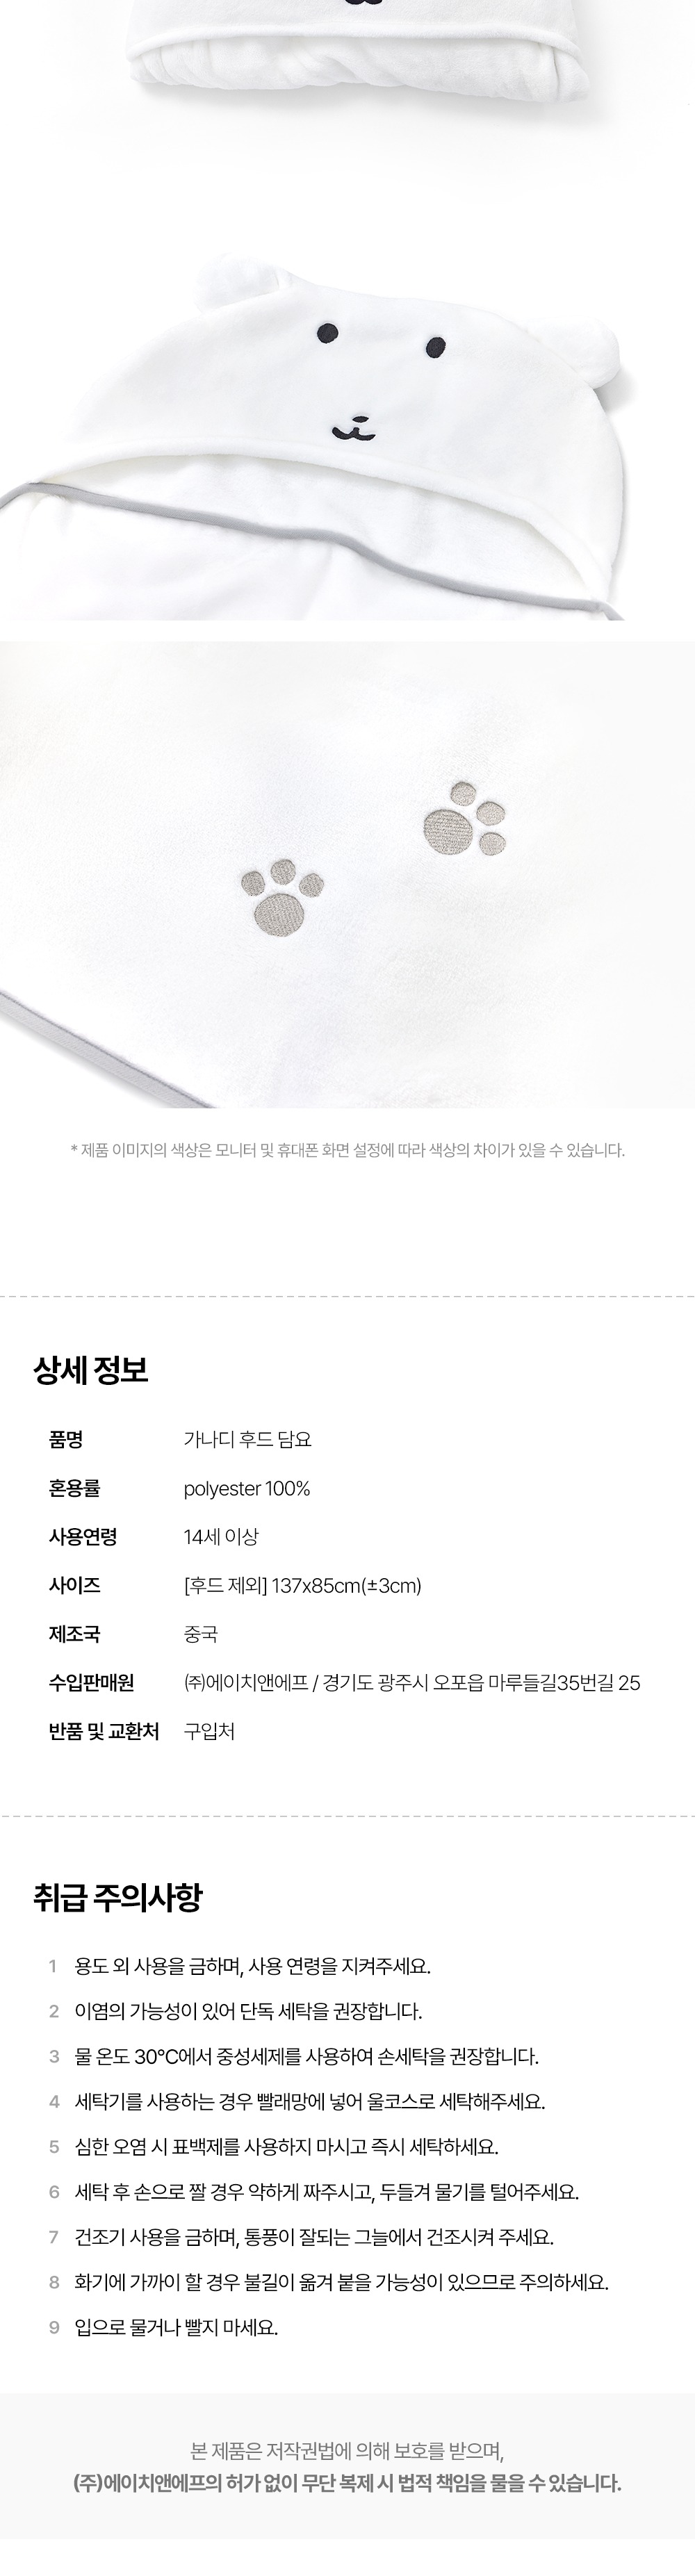 * 제품 이미지의 색상은 모니터 및 휴대폰 화면 설정에 따라 색상의 차이가 있을 수 있습니다.
상세 정보
품명 가나디 후드 담요
혼용률 polyester 100%
사용연령 14세 이상
사이즈 [후드 제외] 137x85cm(±3cm)
제조국 중국
수입판매원 ㈜에이치앤에프 / 경기도 광주시 오포읍 마루들길35번길 25
반품 및 교환처 구입처
취급 주의사항
1 용도 외 사용을 금하며, 사용 연령을 지켜주세요.
2 이염의 가능성이 있어 단독 세탁을 권장합니다.
3 물 온도 30°C에서 중성세제를 사용하여 손세탁을 권장합니다.
4 세탁기를 사용하는 경우 빨래망에 넣어 울코스로 세탁해주세요.
5 심한 오염 시 표백제를 사용하지 마시고 즉시 세탁하세요.
6 세탁 후 손으로 짤 경우 약하게 짜주시고, 두들겨 물기를 털어주세요.
7 건조기 사용을 금하며, 통풍이 잘되는 그늘에서 건조시켜 주세요.
8 화기에 가까이 할 경우 불길이 옮겨 붙을 가능성이 있으므로 주의하세요.
9 입으로 물거나 빨지 마세요.
본 제품은 저작권법에 의해 보호를 받으며,
(주)에이치앤에프의 허가 없이 무단 복제 시 법적 책임을 물을 수 있습니다.